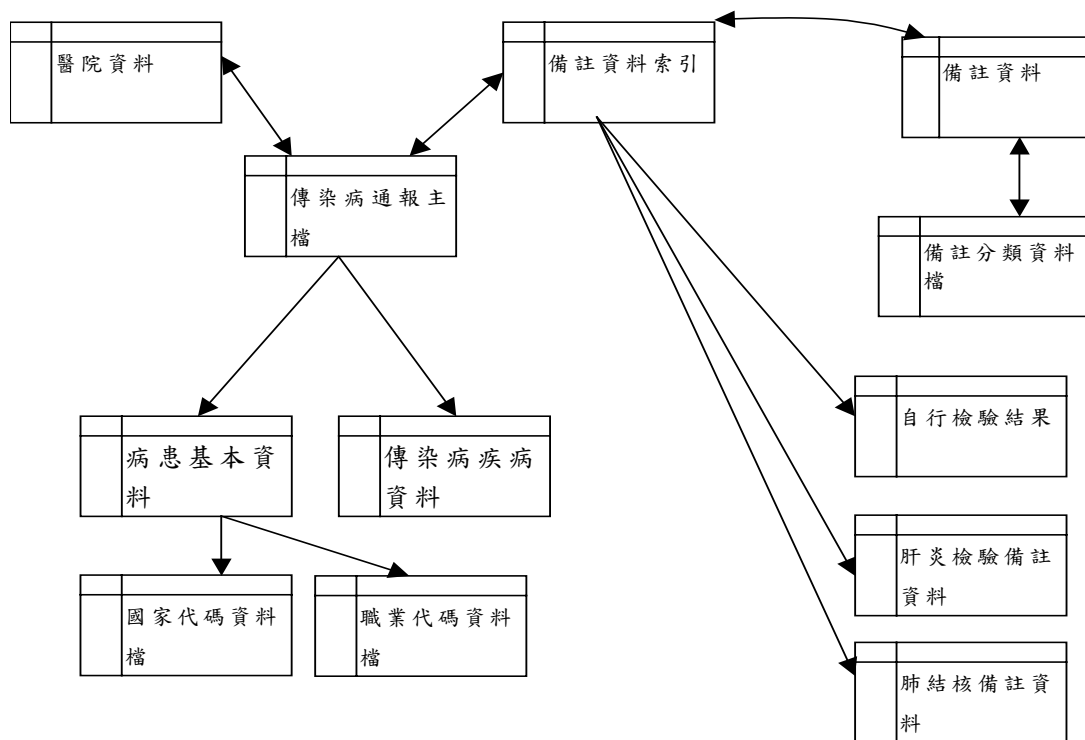 醫院資料
備註資料索引
備註資料
傳染病通報主
檔
備註分類資料
檔
自行檢驗結果
病患基本資
料
傳染病疾病
資料
肝炎檢驗備註
資料
國家代碼資料
檔
職業代碼資料
檔
肺結核備註資
料